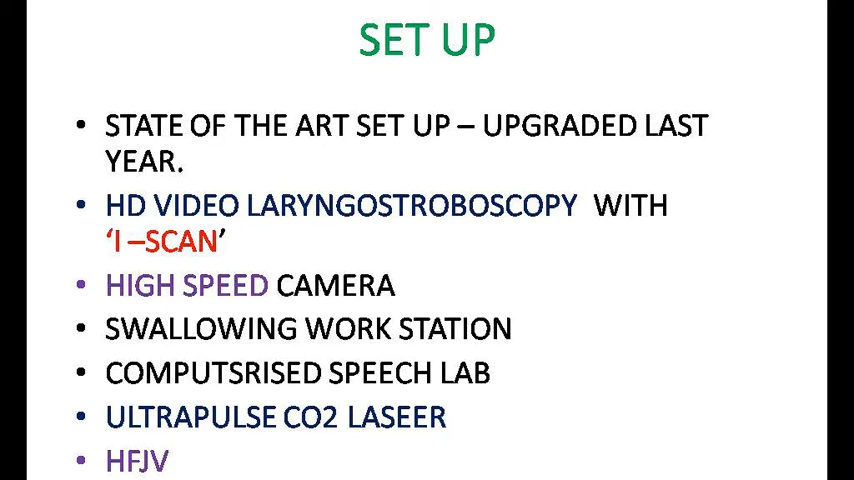 SET UP
• STATE OF THE ART SET UP – UPGRADED LAST
YEAR.
• HD VIDEO LARYNGOSTROBOSCOPY WITH
‘I –SCAN’
• HIGH SPEED CAMERA
• SWALLOWING WORK STATION
• COMPUTSRISED SPEECH LAB
• ULTRAPULSE CO2 LASEER
• HFJV